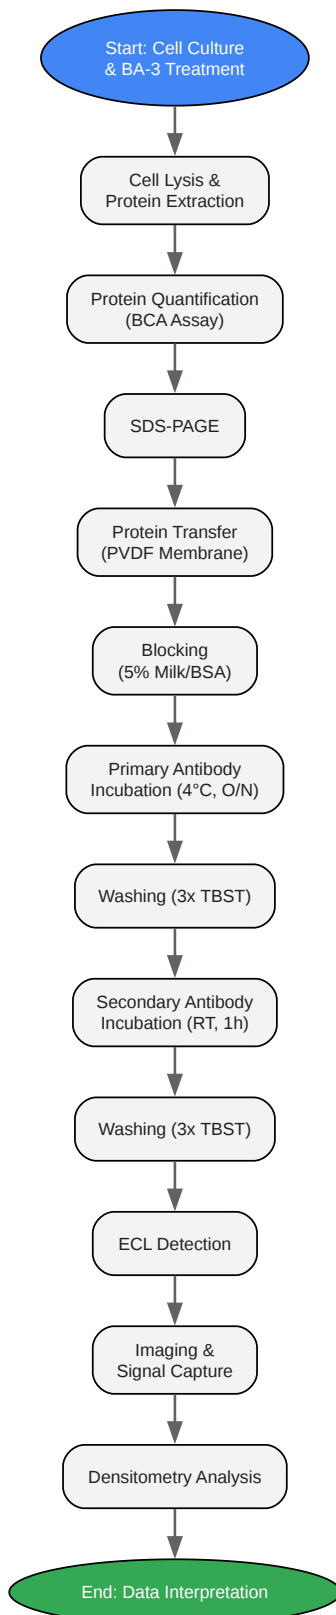 Start: Cell Culture
& BA-3 Treatment
Cell Lysis &
Protein Extraction
Protein Quantification
(BCA Assay)
SDS-PAGE
Protein Transfer
(PVDF Membrane)
Blocking
(5% Milk/BSA)
Primary Antibody
Incubation (4°C, O/N)
Washing (3x TBST)
Secondary Antibody
Incubation (RT, 1h)
Washing (3x TBST)
ECL Detection
Imaging &
Signal Capture
Densitometry Analysis
End: Data Interpretation